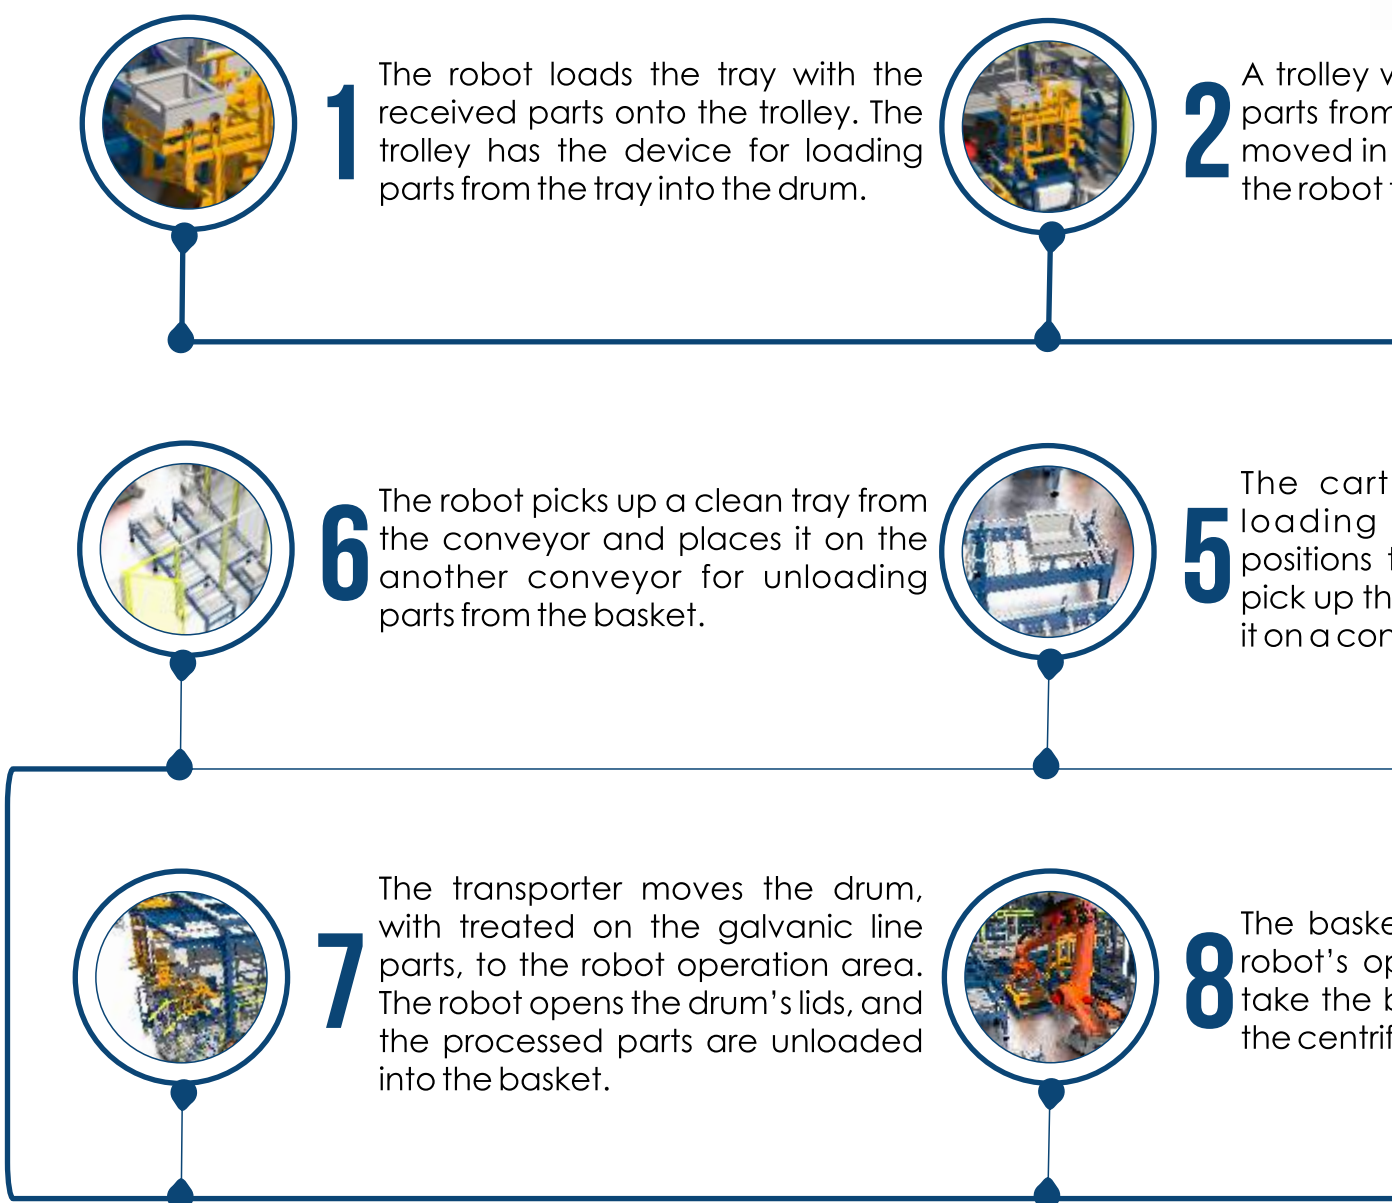 1
The robot loads the tray with the
received parts onto the trolley. The
trolley has the device for loading
parts from the tray into the drum.
2
A trolley
parts from
moved in
the robot
6
The robot picks up a clean tray from
the conveyor and places it on the
another conveyor for unloading
parts from the basket.
5
The cart
loading
positions
pick up
it on a
7
The transporter moves the drum,
with treated on the galvanic line
parts, to the robot operation area.
The robot opens the drum's lids, and
the processed parts are unloaded
into the basket.
8
The
robot's
take the
the